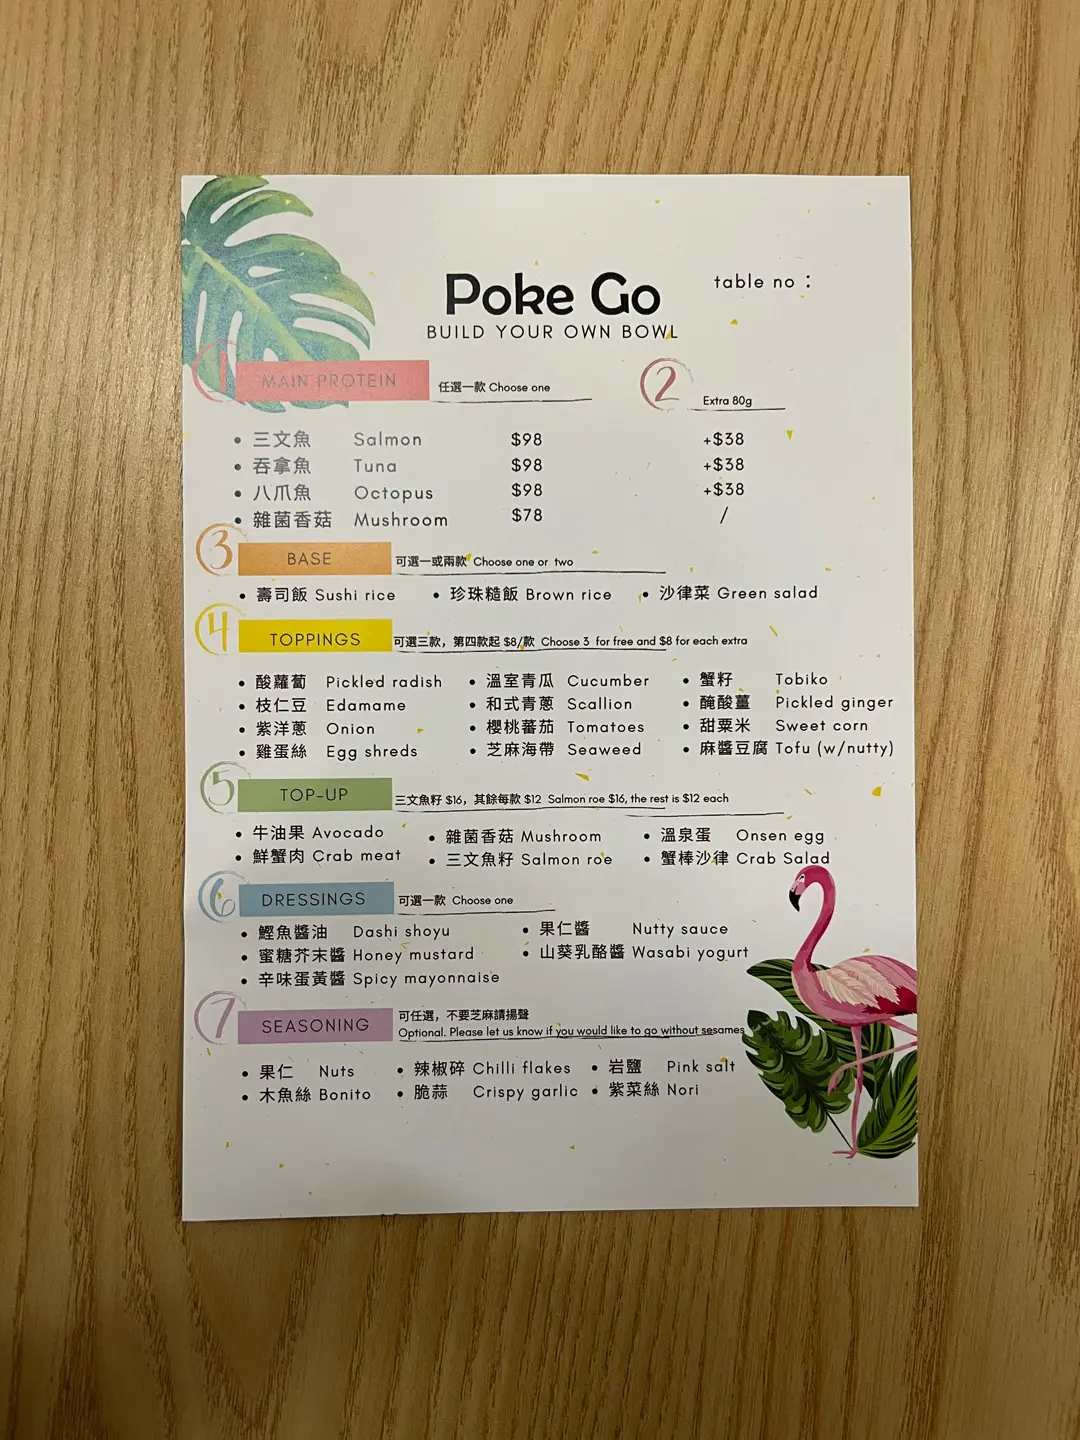 Poke Go
table no：
BUILD YOUR OWN BOWL
1 MAIN PROTEIN 任選一款 Choose one 2 Extra 80g
• 三文魚 Salmon $98 +$38
• 吞拿魚 Tuna $98 +$38
• 八爪魚 Octopus $98 +$38
• 雜菌香菇 Mushroom $78 /
3 BASE 可選一或兩款 Choose one or two
• 壽司飯 Sushi rice • 珍珠糙飯 Brown rice • 沙律菜 Green salad
4 TOPPINGS 可選三款，第四款起 $8/款 Choose 3 for free and $8 for each extra
• 酸蘿蔔 Pickled radish • 溫室青瓜 Cucumber • 蟹籽 Tobiko
• 枝仁豆 Edamame • 和式青蔥 Scallion • 醃酸薑 Pickled ginger
• 紫洋蔥 Onion • 櫻桃蕃茄 Tomatoes • 甜粟米 Sweet corn
• 雞蛋絲 Egg shreds • 芝麻海帶 Seaweed • 麻醬豆腐 Tofu (w/nutty)
5 TOP-UP 三文魚籽 $16，其餘每款 $12 Salmon roe $16, the rest is $12 each
• 牛油果 Avocado • 雜菌香菇 Mushroom • 溫泉蛋 Onsen egg
• 鮮蟹肉 Crab meat • 三文魚籽 Salmon roe • 蟹棒沙律 Crab Salad
6 DRESSINGS 可選一款 Choose one
• 鰹魚醬油 Dashi shoyu • 果仁醬 Nutty sauce
• 蜜糖芥末醬 Honey mustard • 山葵乳酪醬 Wasabi yogurt
• 辛味蛋黃醬 Spicy mayonnaise
7 SEASONING 可任選，不要芝麻請揚聲
Optional. Please let us know if you would like to go without sesames
• 果仁 Nuts • 辣椒碎 Chilli flakes • 岩鹽 Pink salt
• 木魚絲 Bonito • 脆蒜 Crispy garlic • 紫菜絲 Nori